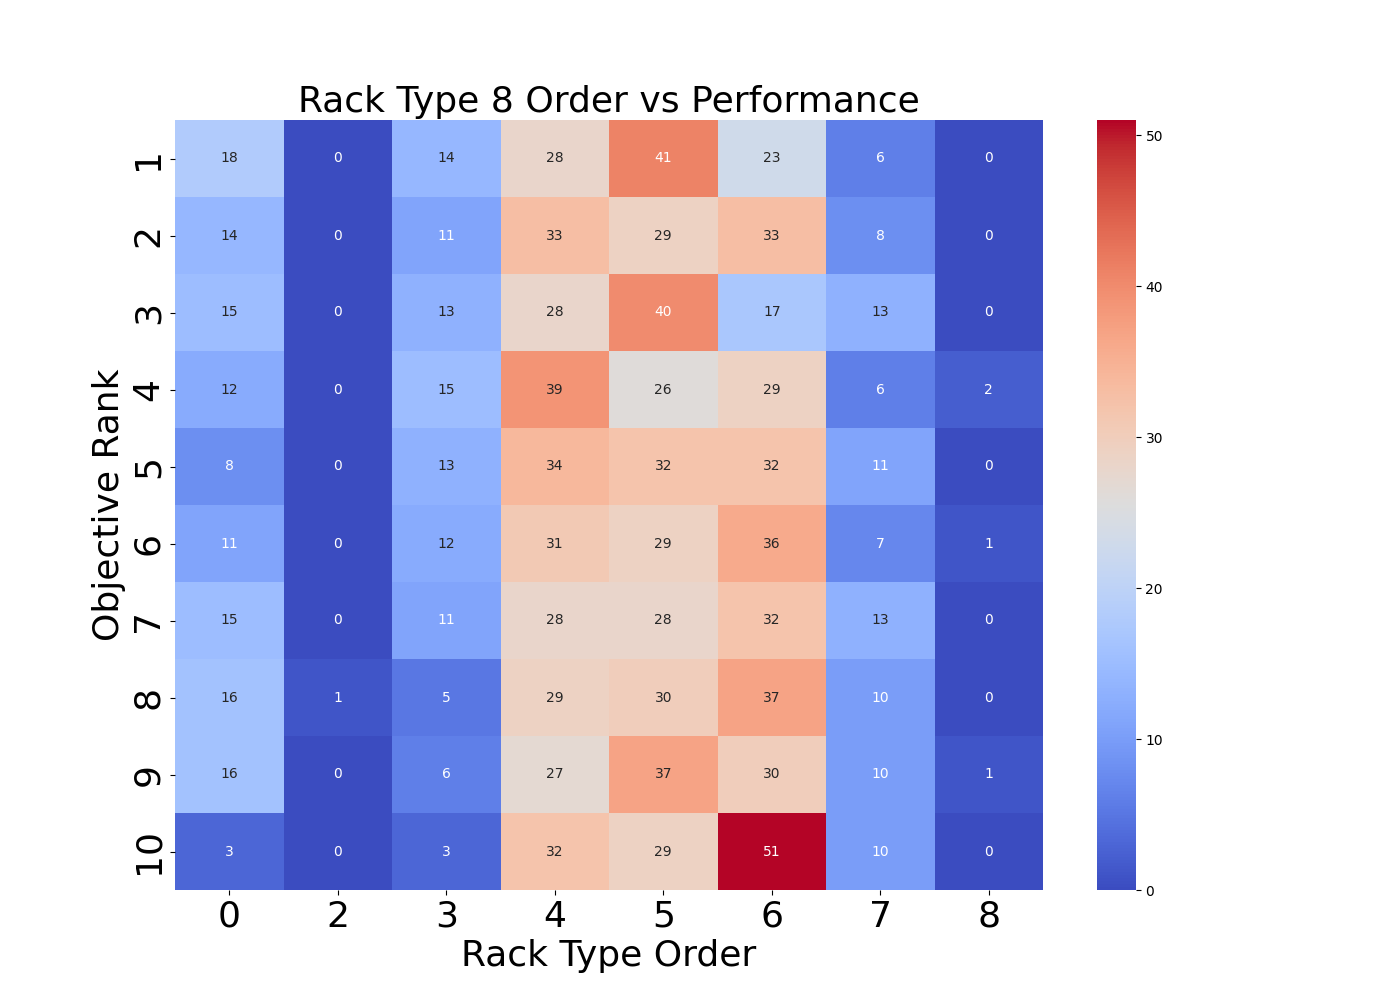 Rack Type 8 Order vs Performance
1 18 0 14 28 41 23 6 0
2 14 0 11 33 29 33 8 0
3 15 0 13 28 40 17 13 0
4 12 0 15 39 26 29 6 2
5 8 0 13 34 32 32 11 0
6 11 0 12 31 29 36 7 1
7 15 0 11 28 28 32 13 0
8 16 1 5 29 30 37 10 0
9 16 0 6 27 37 30 10 1
10 3 0 3 32 29 51 10 0
0 2 3 4 5 6 7 8
Rack Type Order
Objective Rank
50
40
30
20
10
0